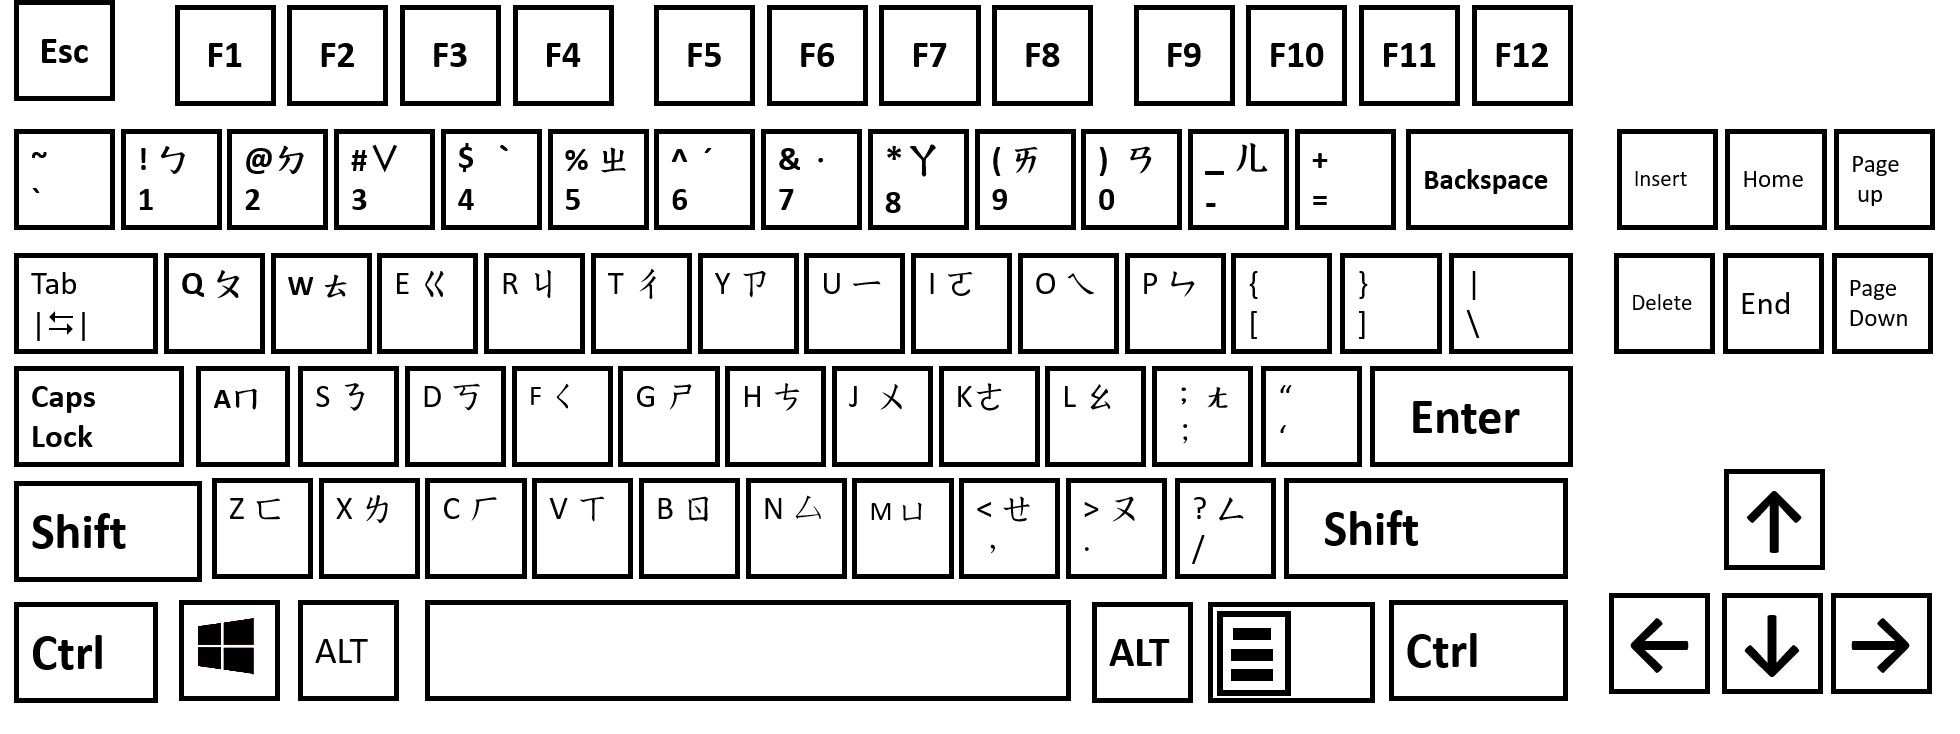 Esc F1 F2 F3 F4 F5 F6 F7 F8 F9 F10 F11 F12
~ ! ㄅ @ ㄉ # ˇ $ ˋ % ㄓ ^ ˊ & ˙ * ㄚ ( ㄞ ) ㄢ _ ㄦ + Backspace Insert Home Page up
` 1 2 3 4 5 6 7 8 9 0 - =
Tab Q ㄆ W ㄊ E ㄍ R ㄐ T ㄔ Y ㄗ U ㄧ I ㄛ O ㄟ P ㄣ { } | Delete End Page Down
|⇆| [ ] \
Caps A ㄇ S ㄋ D ㄎ F ㄑ G ㄕ H ㄘ J ㄨ K ㄜ L ㄠ ; ㄤ “ Enter
Lock ; ‘
Shift Z ㄈ X ㄌ C ㄏ V ㄒ B ㄖ N ㄙ M ㄩ < ㄝ > ㄡ ? ㄥ Shift ↑
, . /
Ctrl ALT ALT Ctrl ← ↓ →